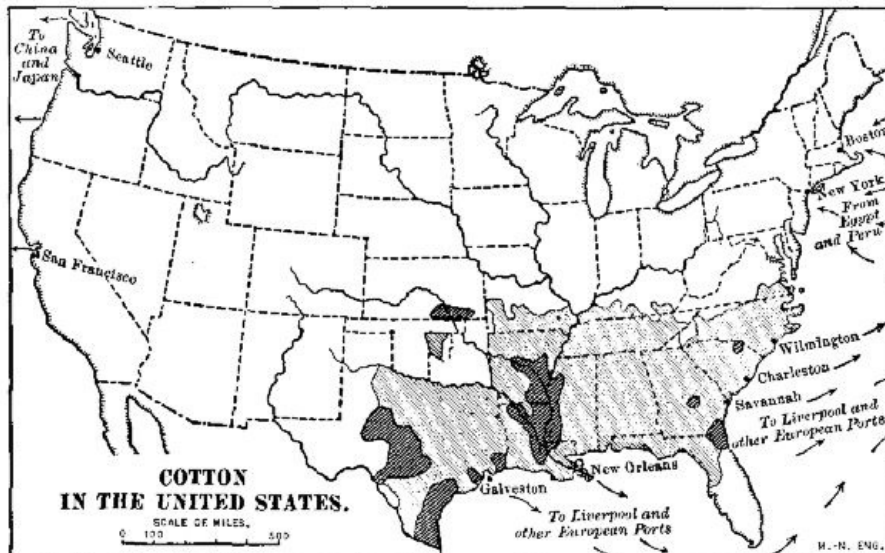 To
China
and
Japan
Seattle
San Francisco
Boston
New York
From
Egypt
and Peru
Wilmington
Charleston
Savannah
To Liverpool and
other European Ports
New Orleans
Galveston
To Liverpool and
other European Ports
COTTON
IN THE UNITED STATES.
SCALE OF MILES.
0 100 300 500
M.-N. ENG.